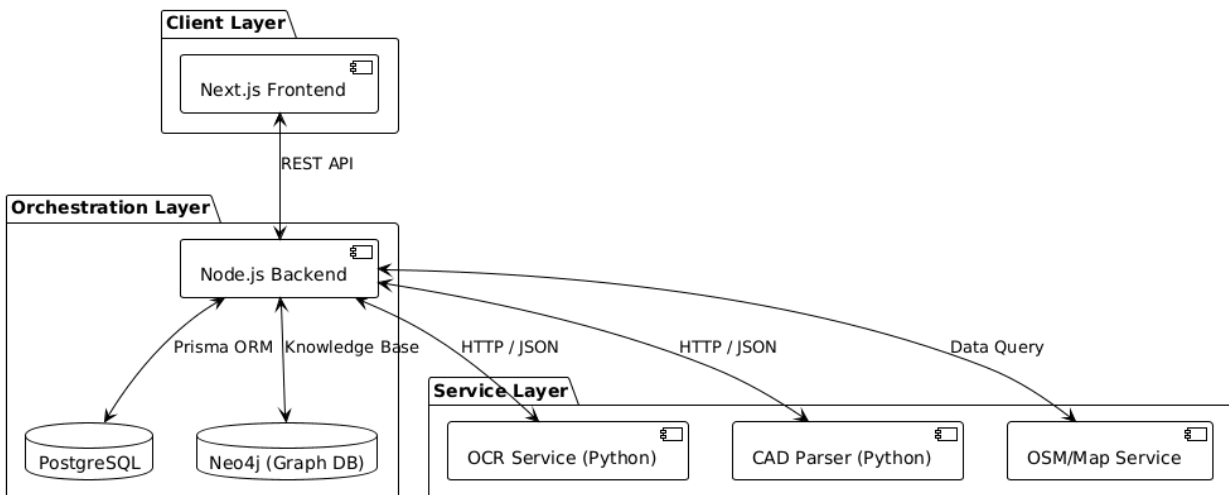 Client Layer
Next.js Frontend
REST API
Orchestration Layer
Node.js Backend
Prisma ORM
Knowledge Base
HTTP / JSON
HTTP / JSON
Data Query
Service Layer
PostgreSQL
Neo4j (Graph DB)
OCR Service (Python)
CAD Parser (Python)
OSM/Map Service